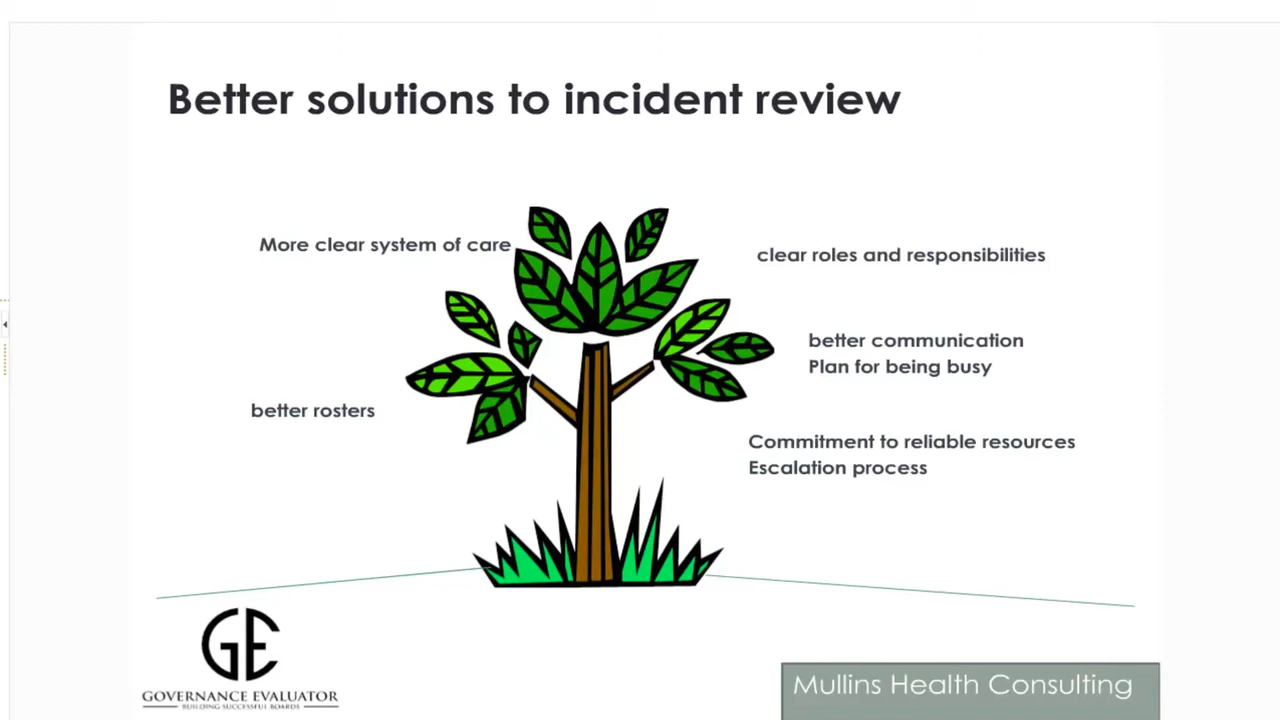 Better solutions to incident review
More clear system of care
clear roles and responsibilities
better communication
Plan for being busy
better rosters
Commitment to reliable resources
Escalation process
GE
GOVERNANCE EVALUATOR
BUILDING SUCCESSFUL BOARDS
Mullins Health Consulting